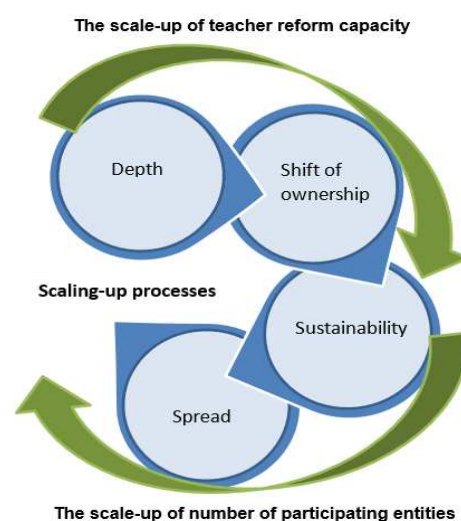 The scale-up of teacher reform capacity
Depth
Shift of
ownership
Scaling-up processes
Sustainability
Spread
The scale-up of number of participating entities